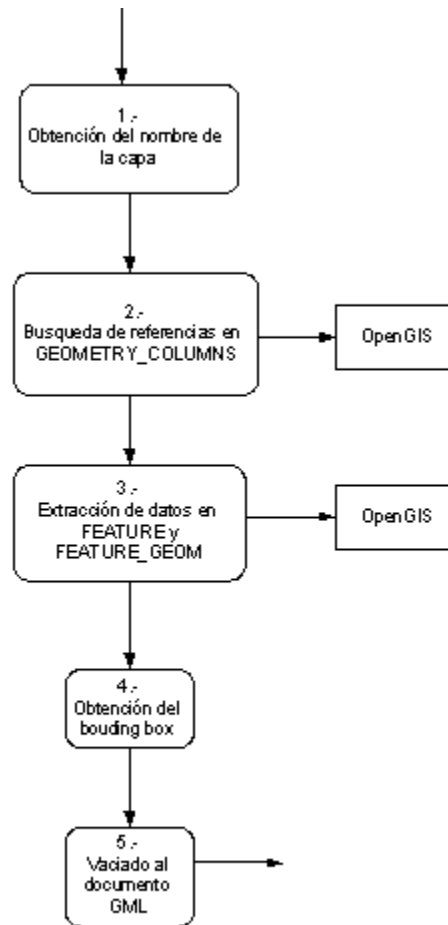 1.-
Obtención del nombre de
la capa
2.-
Busqueda de referencias en
GEOMETRY_COLUMNS
OpenGIS
3.-
Extracción de datos en
FEATURE y
FEATURE_GEOM
OpenGIS
4.-
Obtención del
bouding box
5.-
Vaciado al
documento
GML